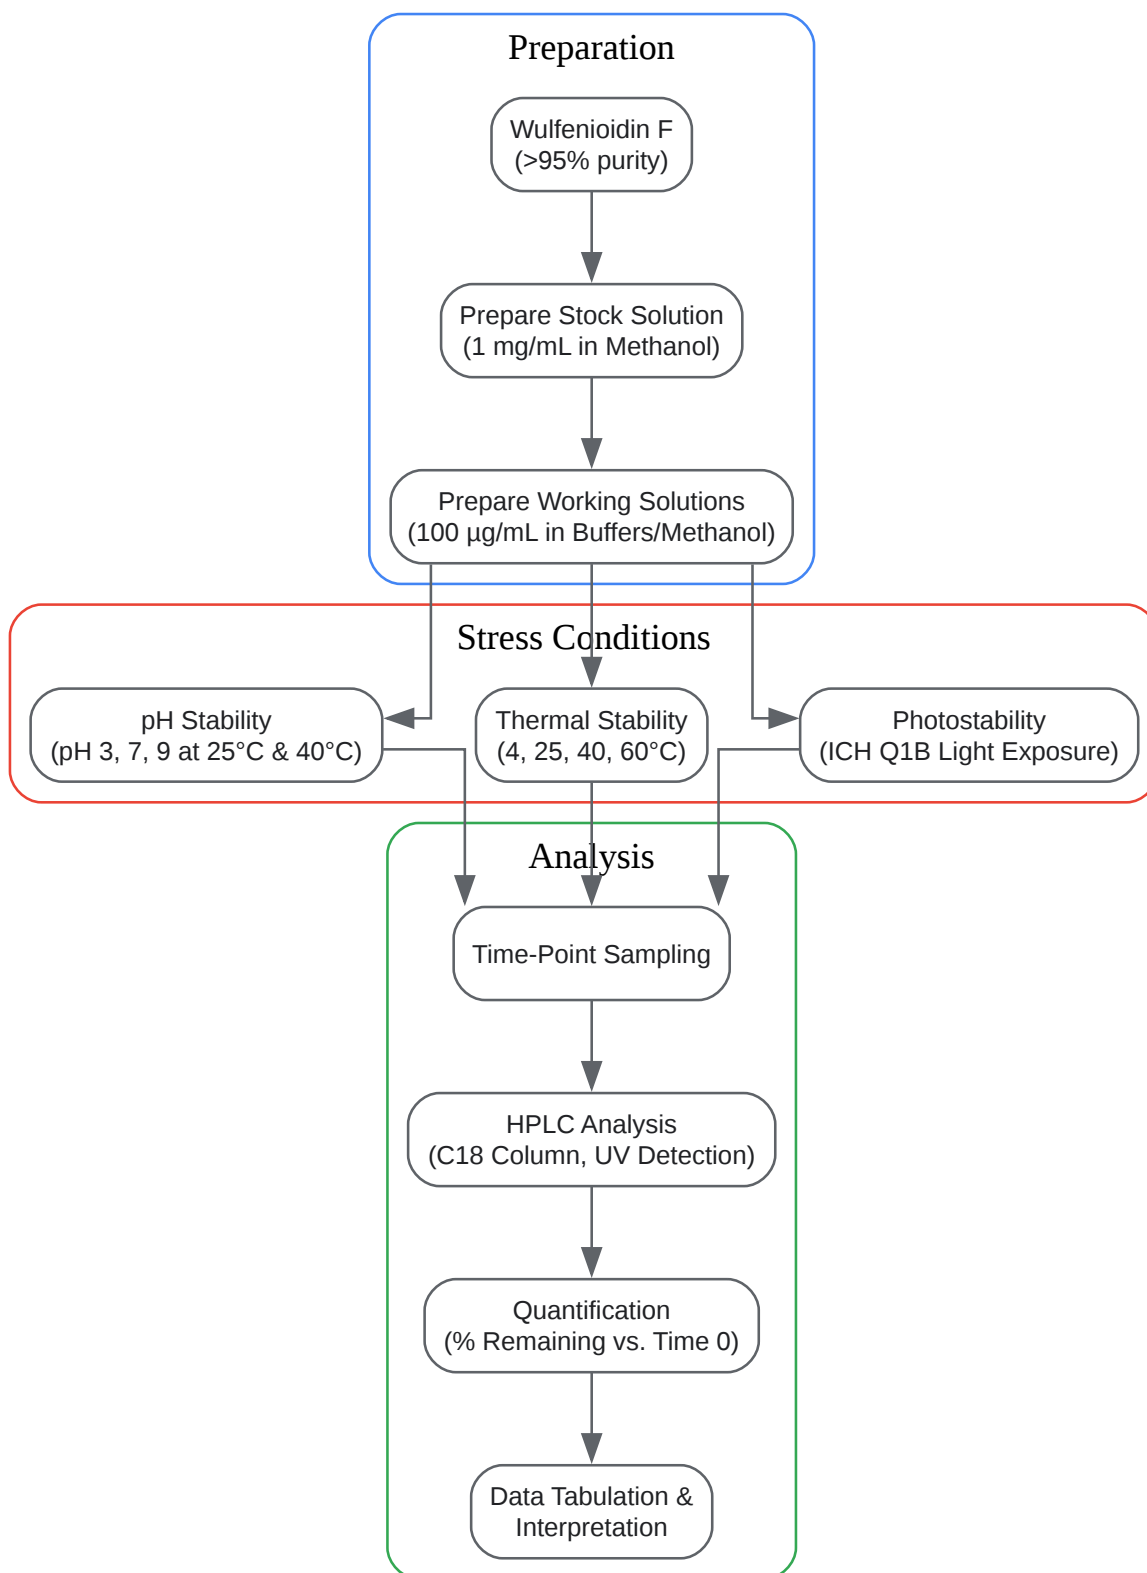 Preparation
Wulfenioidin F
(>95% purity)
Prepare Stock Solution
(1 mg/mL in Methanol)
Prepare Working Solutions
(100 µg/mL in Buffers/Methanol)
Stress Conditions
pH Stability
(pH 3, 7, 9 at 25°C & 40°C)
Thermal Stability
(4, 25, 40, 60°C)
Photostability
(ICH Q1B Light Exposure)
Analysis
Time-Point Sampling
HPLC Analysis
(C18 Column, UV Detection)
Quantification
(% Remaining vs. Time 0)
Data Tabulation &
Interpretation